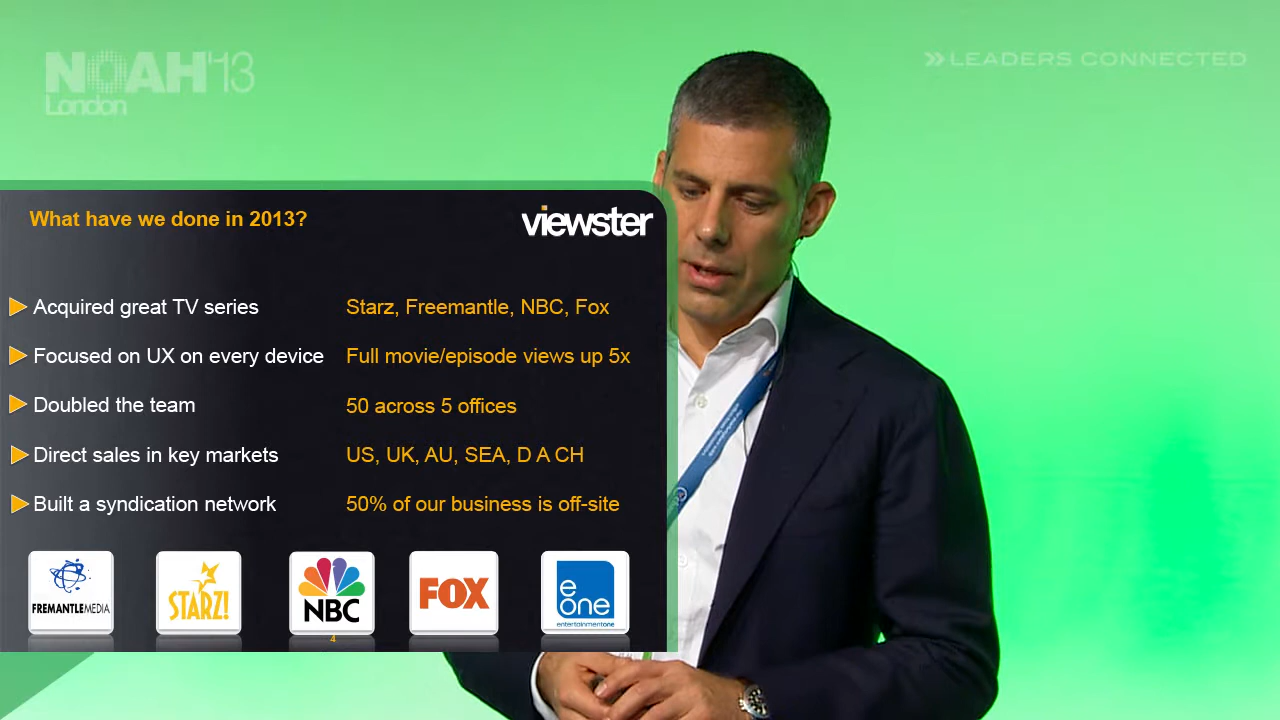 NOAH'13
London
LEADERS CONNECTED
What have we done in 2013?
viewster
Acquired great TV series Starz, Freemantle, NBC, Fox
Focused on UX on every device Full movie/episode views up 5x
Doubled the team 50 across 5 offices
Direct sales in key markets US, UK, AU, SEA, D A CH
Built a syndication network 50% of our business is off-site
FREMANTLEMEDIA
STARZ!
NBC
FOX
e
one
entertainmentone
4